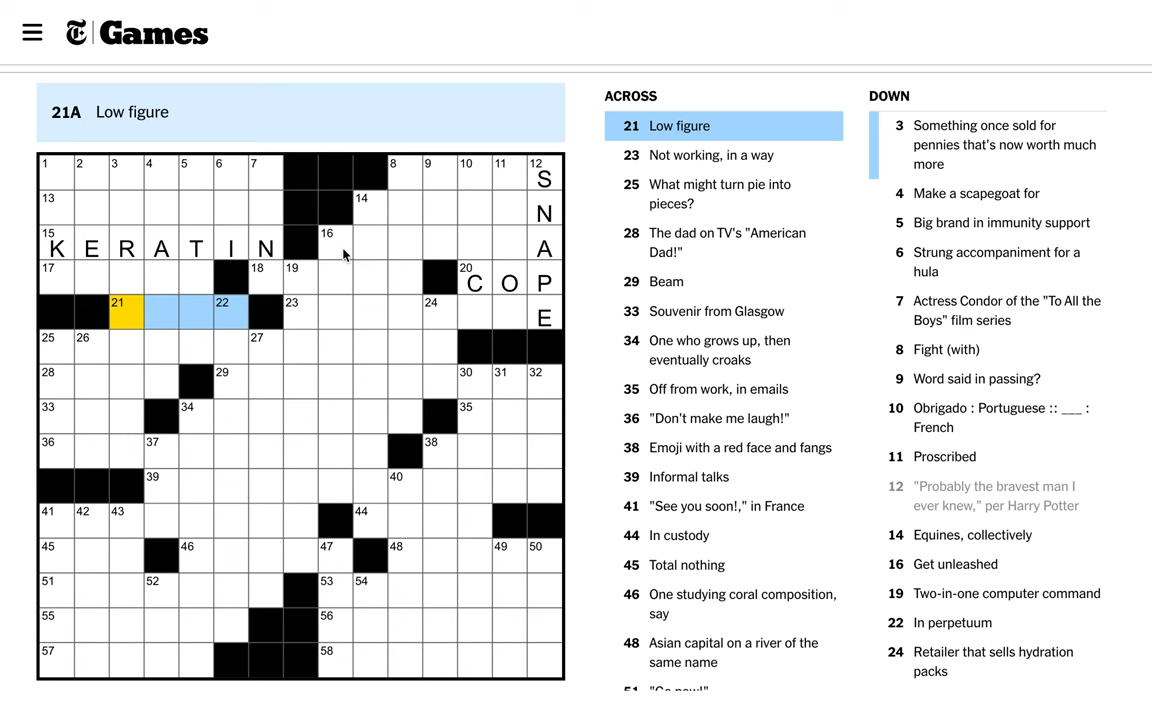 T Games
21A Low figure
1 2 3 4 5 6 7 8 9 10 11 12 S
13 14 N
15 K E R A T I N 16 A
17 18 19 20 C O P
21 22 23 24 E
25 26 27
28 29 30 31 32
33 34 35
36 37 38
39 40
41 42 43 44
45 46 47 48 49 50
51 52 53 54
55 56
57 58
ACROSS
21 Low figure
23 Not working, in a way
25 What might turn pie into
pieces?
28 The dad on TV's "American
Dad!"
29 Beam
33 Souvenir from Glasgow
34 One who grows up, then
eventually croaks
35 Off from work, in emails
36 "Don't make me laugh!"
38 Emoji with a red face and fangs
39 Informal talks
41 "See you soon!," in France
44 In custody
45 Total nothing
46 One studying coral composition,
say
48 Asian capital on a river of the
same name
51 "Go now!"
DOWN
3 Something once sold for
pennies that's now worth much
more
4 Make a scapegoat for
5 Big brand in immunity support
6 Strung accompaniment for a
hula
7 Actress Condor of the "To All the
Boys" film series
8 Fight (with)
9 Word said in passing?
10 Obrigado : Portuguese :: ___ :
French
11 Proscribed
12 "Probably the bravest man I
ever knew," per Harry Potter
14 Equines, collectively
16 Get unleashed
19 Two-in-one computer command
22 In perpetuum
24 Retailer that sells hydration
packs